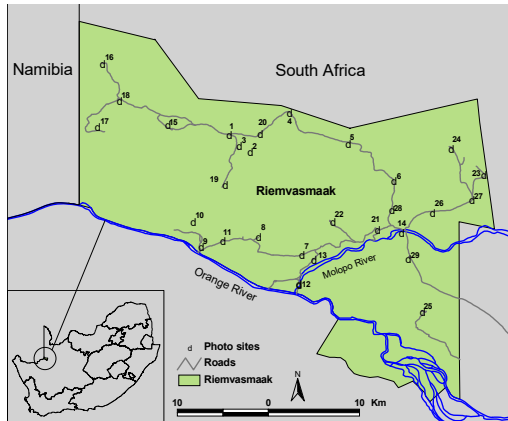 Namibia
South Africa
16
18
17
15
1
20
4
3
2
5
19
6
24
23
27
26
28
Riemvasmaak
10
9
11
8
22
21
14
7
13
Molopo River
29
12
Orange River
25
d Photo sites
Roads
Riemvasmaak
N
10 0 10 Km